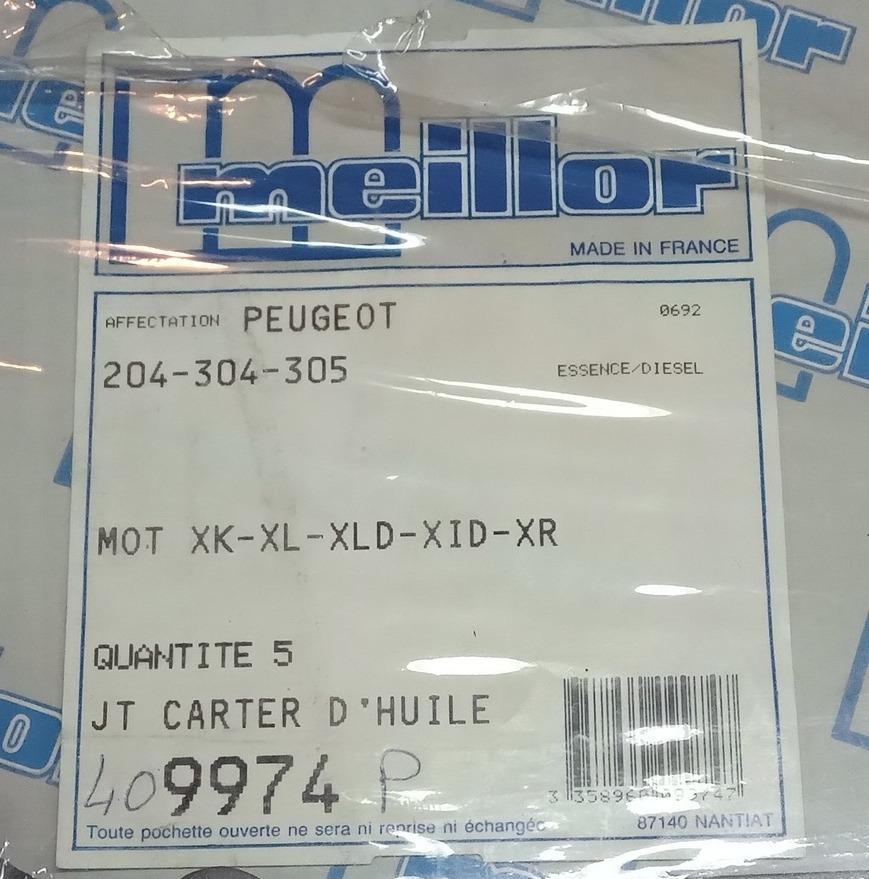 meillor
MADE IN FRANCE
AFFECTATION PEUGEOT 0692
204-304-305 ESSENCE/DIESEL
MOT XK-XL-XLD-XID-XR
QUANTITE 5
JT CARTER D'HUILE
409974 P
Toute pochette ouverte ne sera ni reprise ni échangée 87140 NANTIAT